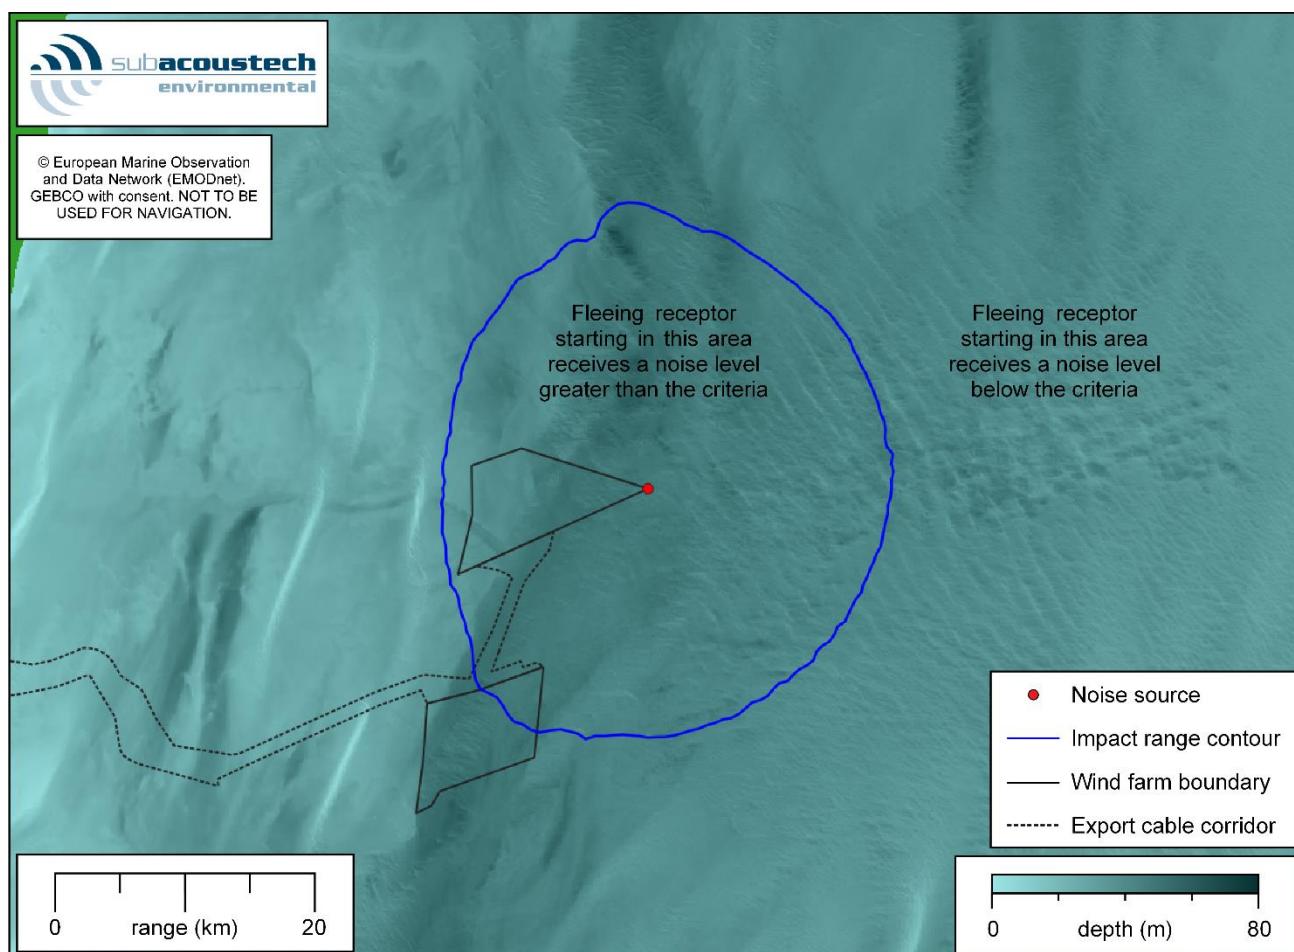 subacoustech
environmental
© European Marine Observation
and Data Network (EMODnet).
GEBCO with consent. NOT TO BE
USED FOR NAVIGATION.
Fleeing receptor
starting in this area
receives a noise level
greater than the criteria
Fleeing receptor
starting in this area
receives a noise level
below the criteria
Noise source
Impact range contour
Wind farm boundary
Export cable corridor
0 range (km) 20
0 depth (m) 80